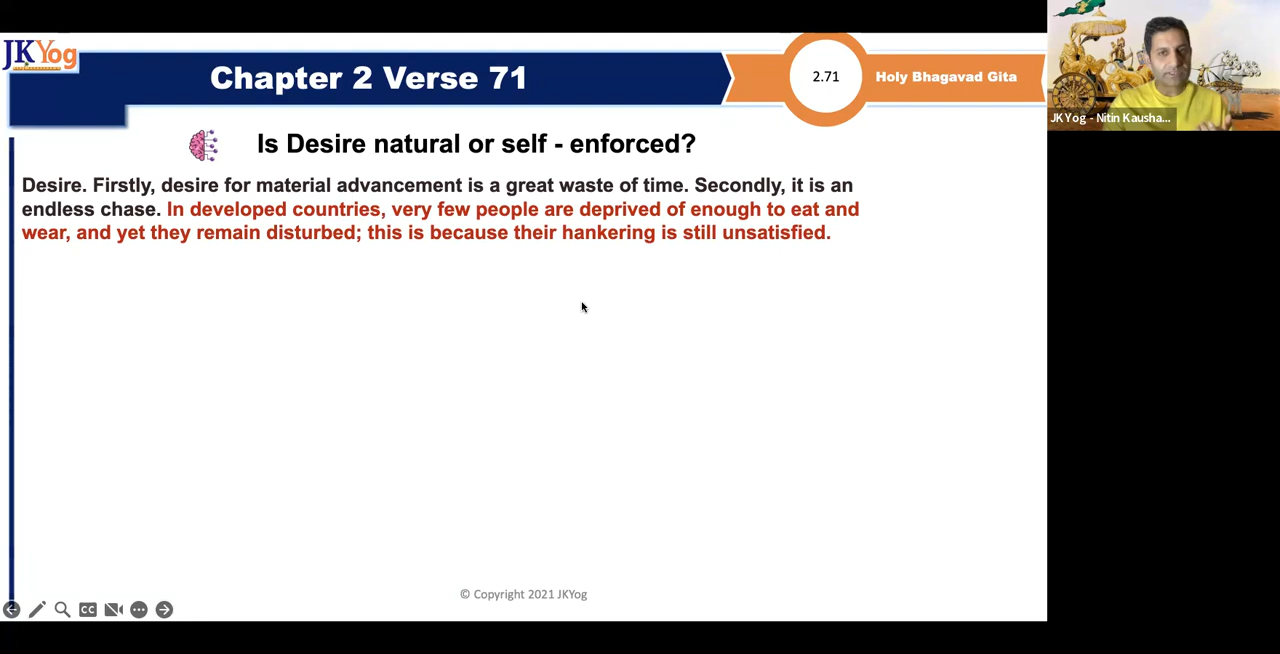 JKYog
Chapter 2 Verse 71
2.71
Holy Bhagavad Gita
JKYog - Nitin Kausha...
Is Desire natural or self - enforced?
Desire. Firstly, desire for material advancement is a great waste of time. Secondly, it is an
endless chase. In developed countries, very few people are deprived of enough to eat and
wear, and yet they remain disturbed; this is because their hankering is still unsatisfied.
© Copyright 2021 JKYog
CC